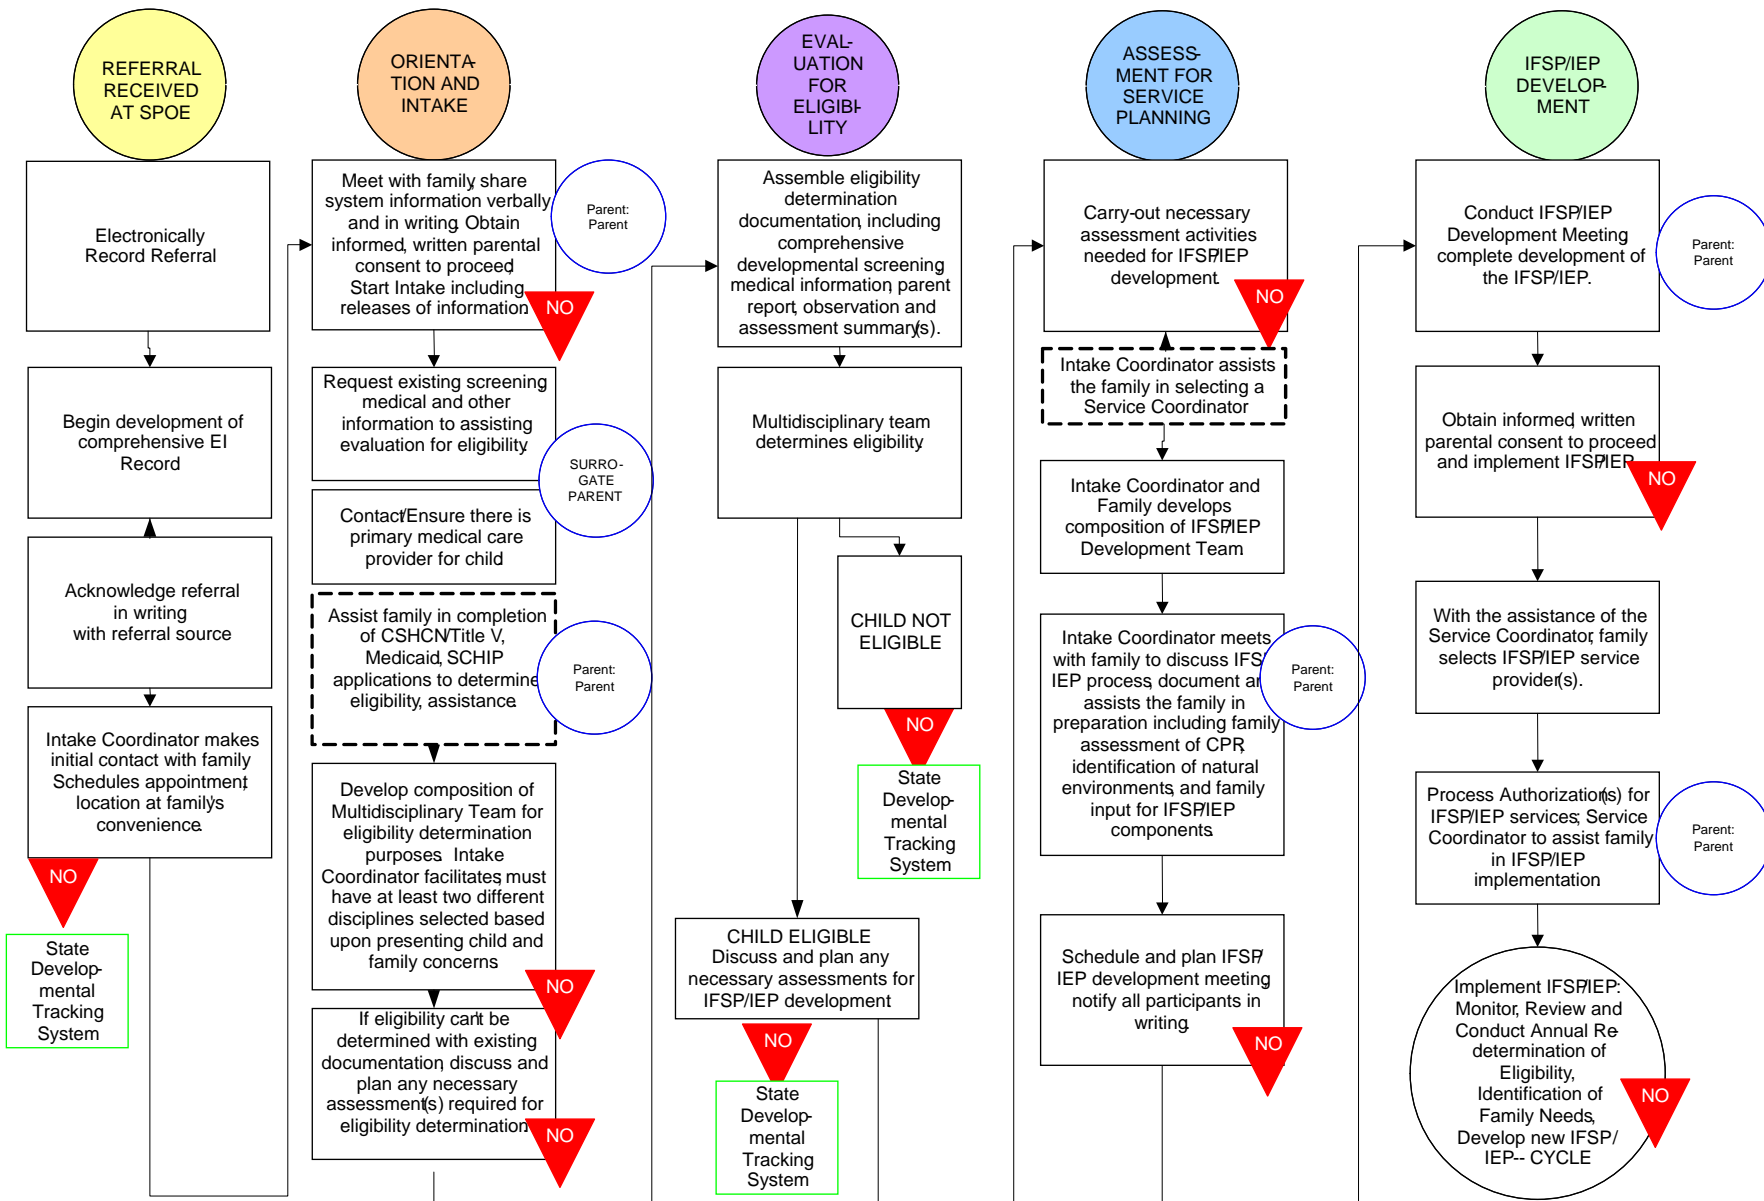 REFERRAL
RECEIVED
AT SPOE
Electronically
Record Referral
Begin development of
comprehensive EI
Record
Acknowledge referral
in writing
with referral source
Intake Coordinator makes
initial contact with family
Schedules appointment,
location at family's
convenience.
NO
State
Develop-
mental
Tracking
System
ORIENTA-
TION AND
INTAKE
Meet with family, share
system information verbally
and in writing. Obtain
informed, written parental
consent to proceed,
Start Intake including
releases of information.
NO
Parent:
Parent
Request existing screening,
medical and other
information to assisting
evaluation for eligibility.
SURRO-
GATE
PARENT
Contact/Ensure there is
primary medical care
provider for child
Assist family in completion
of CSHCN/Title V,
Medicaid, SCHIP
applications to determine
eligibility, assistance.
Parent:
Parent
Develop composition of
Multidisciplinary Team for
eligibility determination
purposes. Intake
Coordinator facilitates, must
have at least two different
disciplines selected based
upon presenting child and
family concerns
NO
If eligibility can't be
determined with existing
documentation, discuss and
plan any necessary
assessment(s) required for
eligibility determination.
NO
EVAL-
UATION
FOR
ELIGIBI-
LITY
Assemble eligibility
determination
documentation, including
comprehensive
developmental screening,
medical information, parent
report, observation and
assessment summary(s).
Multidisciplinary team
determines eligibility.
CHILD NOT
ELIGIBLE
NO
State
Develop-
mental
Tracking
System
CHILD ELIGIBLE
Discuss and plan any
necessary assessments for
IFSP/IEP development
NO
State
Develop-
mental
Tracking
System
ASSESS-
MENT FOR
SERVICE
PLANNING
Carry-out necessary
assessment activities
needed for IFSP/IEP
development.
NO
Intake Coordinator assists
the family in selecting a
Service Coordinator
Intake Coordinator and
Family develops
composition of IFSP/IEP
Development Team
Intake Coordinator meets
with family to discuss IFSP/
IEP process, document and
assists the family in
preparation including family
assessment of CPR,
identification of natural
environments, and family
input for IFSP/IEP
components.
Parent:
Parent
Schedule and plan IFSP/
IEP development meeting,
notify all participants in
writing.
NO
IFSP/IEP
DEVELOP-
MENT
Conduct IFSP/IEP
Development Meeting
complete development of
the IFSP/IEP.
Parent:
Parent
Obtain informed, written
parental consent to proceed
and implement IFSP/IEP.
NO
With the assistance of the
Service Coordinator, family
selects IFSP/IEP service
provider(s).
Process Authorization(s) for
IFSP/IEP services; Service
Coordinator to assist family
in IFSP/IEP
implementation.
Parent:
Parent
Implement IFSP/IEP:
Monitor, Review and
Conduct Annual Re-
determination of
Eligibility,
Identification of
Family Needs,
Develop new IFSP/
IEP-- CYCLE
NO